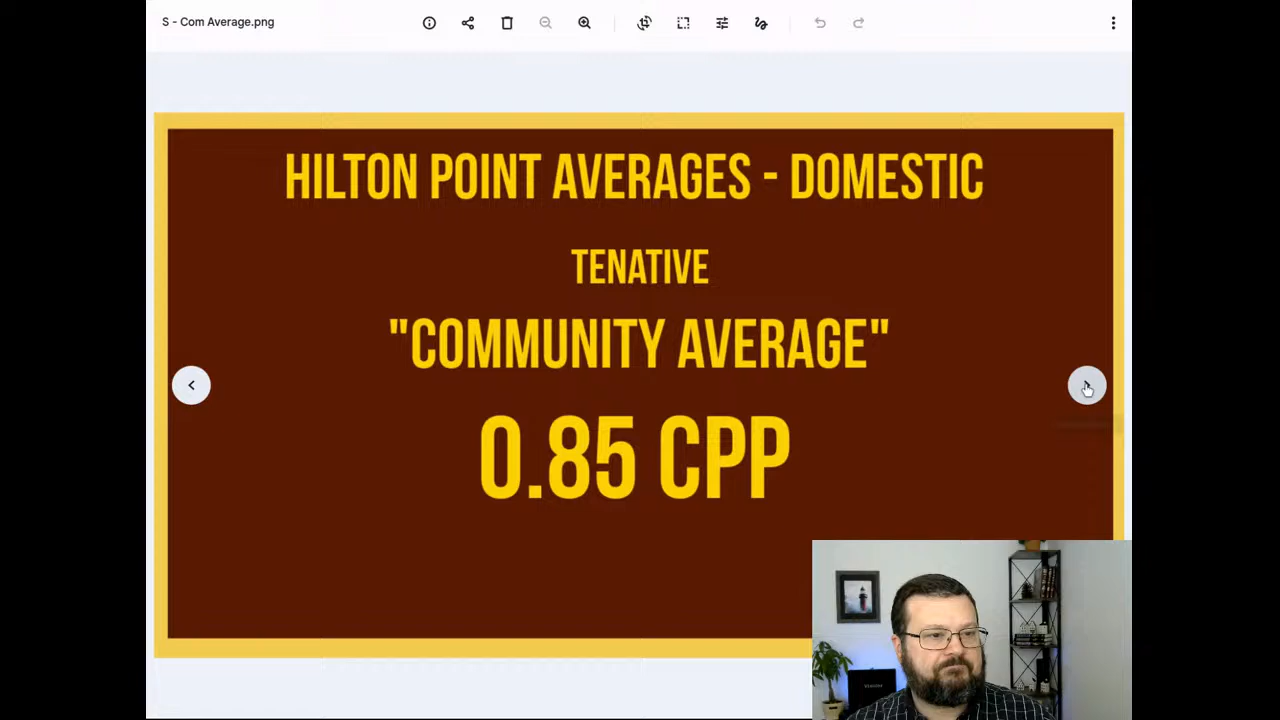 S - Com Average.png
HILTON POINT AVERAGES - DOMESTIC
TENATIVE
"COMMUNITY AVERAGE"
0.85 CPP